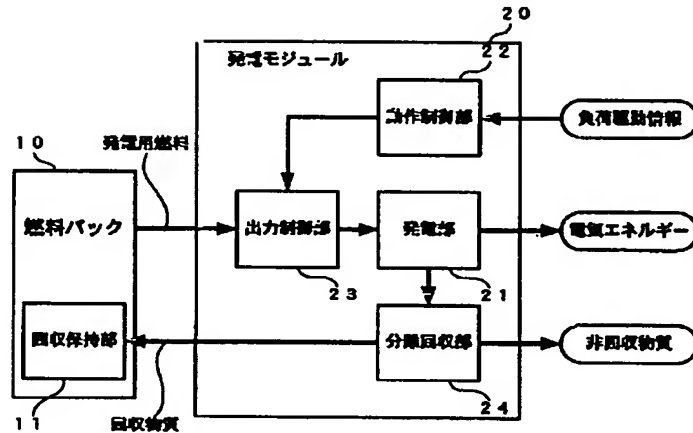 20
発電モジュール
22
動作制御部
負荷駆動情報
10
発電用燃料
燃料パック
出力制御部
発電部
電気エネルギー
23
21
回収保持部
分離回収部
非回収物質
11
回収物質
24